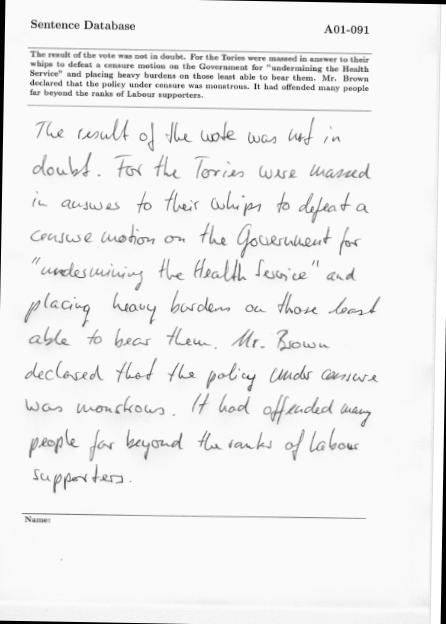 Sentence Database
A01-091
The result of the vote was not in doubt. For the Tories were massed in answer to their
whips to defeat a censure motion on the Government for "undermining the Health
Service" and placing heavy burdens on those least able to bear them. Mr. Brown
declared that the policy under censure was monstrous. It had offended many people
far beyond the ranks of Labour supporters.
The result of the vote was not in
doubt. For the Tories were massed
in answer to their whips to defeat a
censure motion on the Government for
"undermining the Health Service" and
placing heavy burdens on those least
able to bear them. Mr. Brown
declared that the policy under censure
was monstrous. It had offended many
people far beyond the ranks of Labour
supporters.
Name: